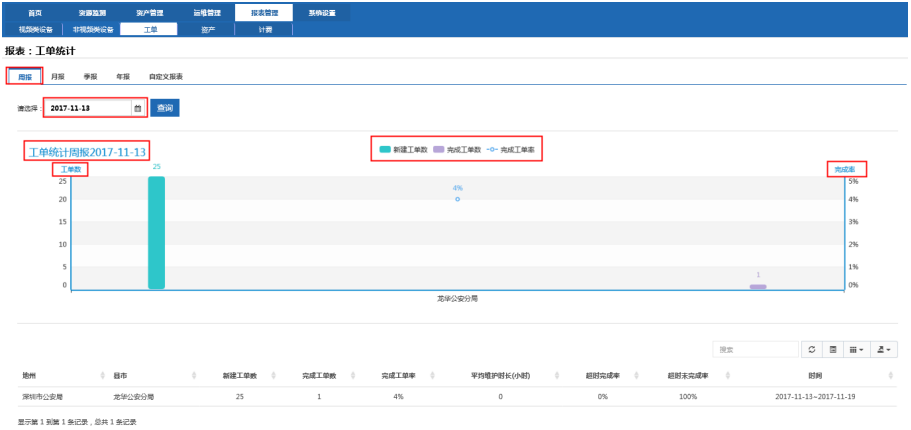 首页 资源监测 资产管理 运维管理 报表管理 系统设置
视频类设备 非视频类设备 工单 资产 计费
报表：工单统计
周报 月报 季报 年报 自定义报表
请选择： 2017-11-13 查询
工单统计周报2017-11-13
新建工单数 完成工单数 完成工单率
工单数 完成率
25
4%
1
25 5%
20 4%
15 3%
10 2%
5 1%
0 0%
龙华公安分局
搜索
地州 县市 新建工单数 完成工单数 完成工单率 平均维护时长(小时) 超时完成率 超时未完成率 时间
深圳市公安局 龙华公安分局 25 1 4% 0 0% 100% 2017-11-13~2017-11-19
显示第 1 到第 1 条记录，总共 1 条记录